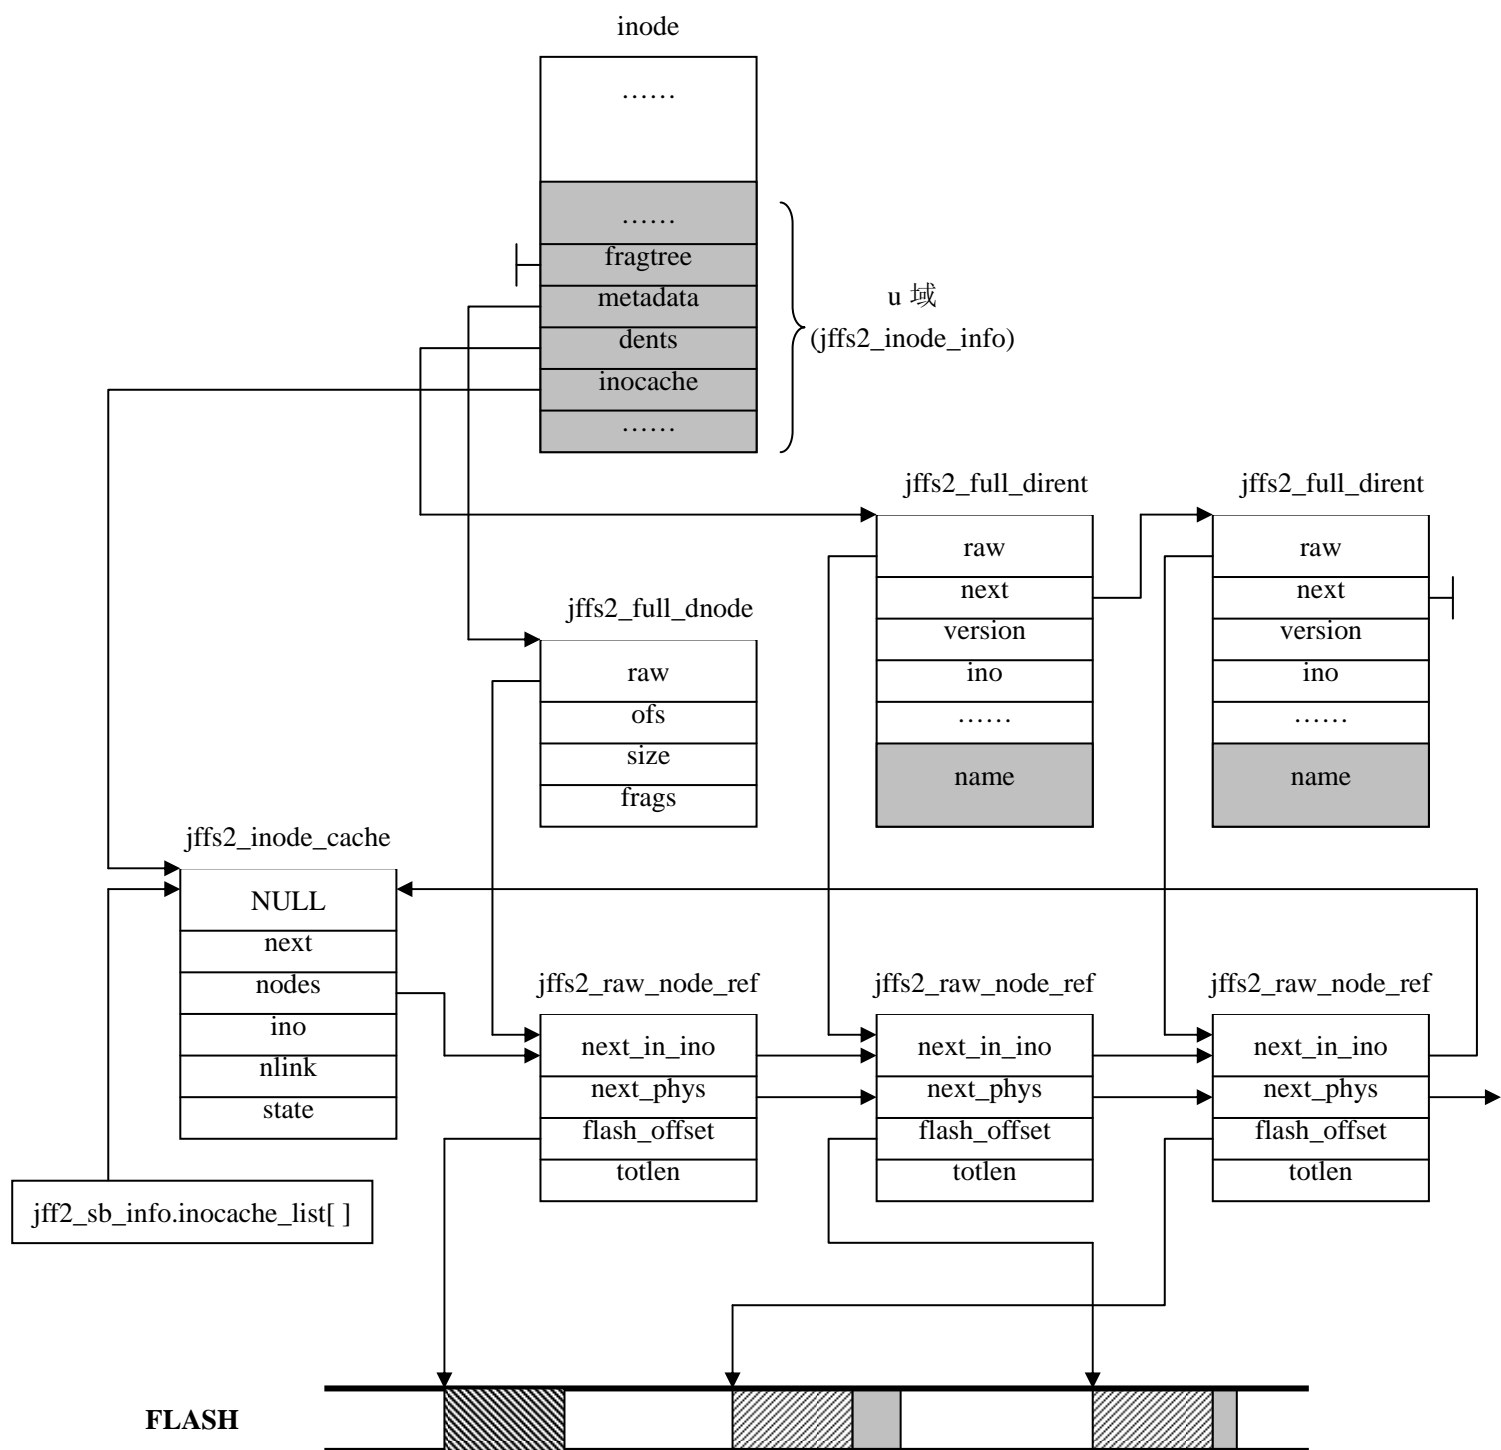 inode
……
……
fragtree
metadata
dents
inocache
……
u 域
(jffs2_inode_info)
jffs2_full_dirent
raw
next
version
ino
……
name
jffs2_full_dirent
raw
next
version
ino
……
name
jffs2_full_dnode
raw
ofs
size
frags
jffs2_inode_cache
NULL
next
nodes
ino
nlink
state
jff2_sb_info.inocache_list[ ]
jffs2_raw_node_ref
next_in_ino
next_phys
flash_offset
totlen
jffs2_raw_node_ref
next_in_ino
next_phys
flash_offset
totlen
jffs2_raw_node_ref
next_in_ino
next_phys
flash_offset
totlen
FLASH